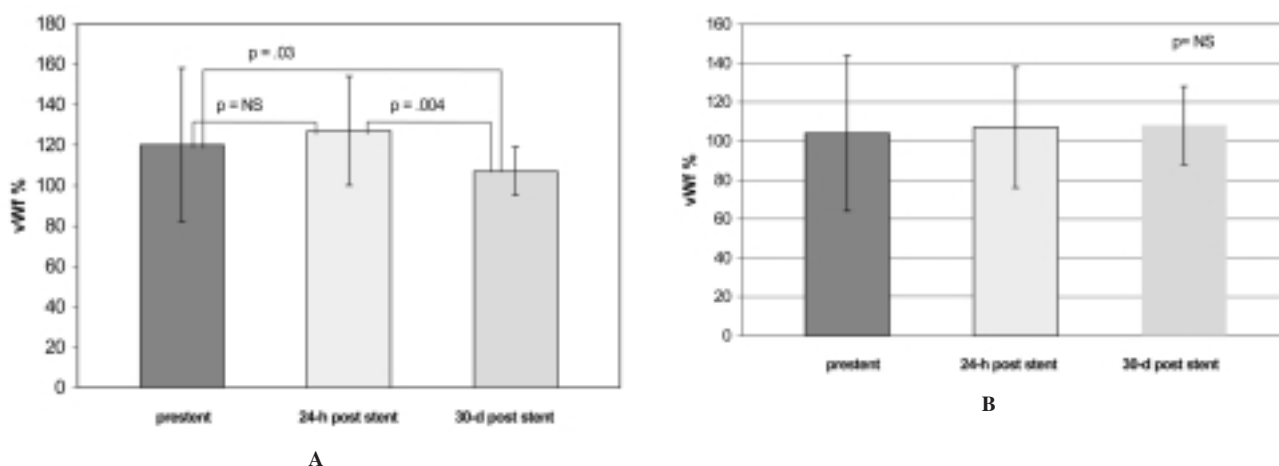 180
160
140
120
100
80
60
40
20
0
vWf %
p = .03
p = NS
p = .004
prestent 24-h post stent 30-d post stent
A
160
140
120
100
80
60
40
20
0
vWf %
p= NS
prestent 24-h post stent 30-d post stent
B